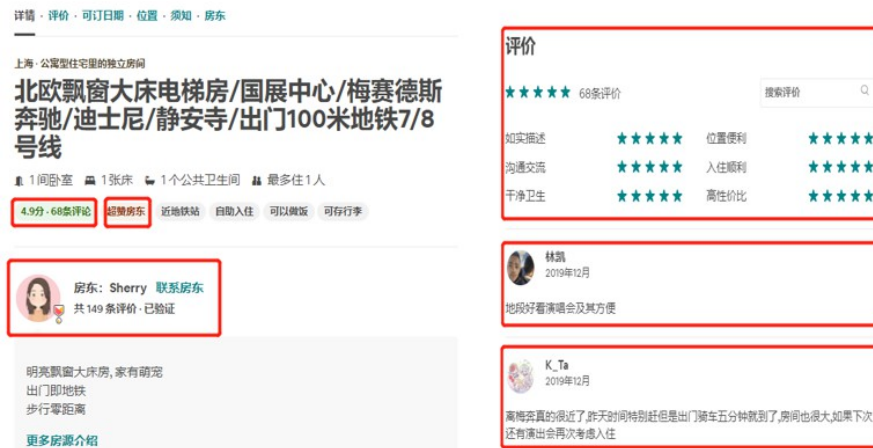 详情 · 评价 · 可订日期 · 位置 · 须知 · 房东
上海 · 公寓型住宅里的独立房间
北欧飘窗大床电梯房/国展中心/梅赛德斯
奔驰/迪士尼/静安寺/出门100米地铁7/8
号线
1间卧室 1张床 1个公共卫生间 最多住1人
4.9分 · 68条评论 超赞房东 近地铁站 自助入住 可以做饭 可存行李
房东：Sherry 联系房东
共 149 条评价 · 已验证
明亮飘窗大床房,家有萌宠
出门即地铁
步行零距离
更多房源介绍
评价
68条评价 搜索评价
如实描述 位置便利
沟通交流 入住顺利
干净卫生 高性价比
林凯
2019年12月
地段好看演唱会及其方便
K_Ta
2019年12月
离梅奔真的很近了,昨天时间特别赶但是出门骑车五分钟就到了,房间也很大,如果下次
还有演出会再次考虑入住